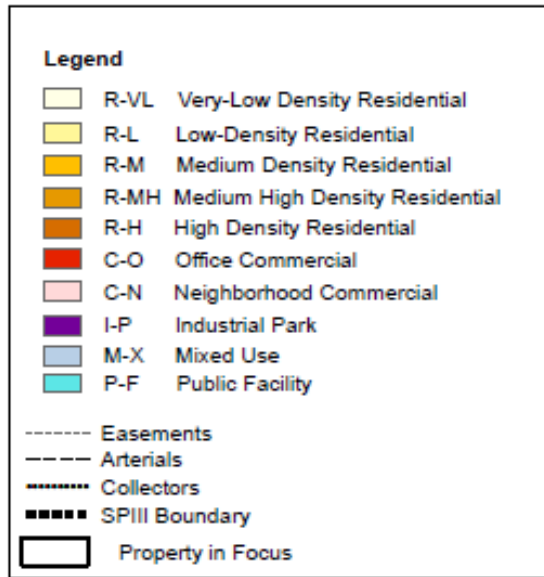 Legend
R-VL Very-Low Density Residential
R-L Low-Density Residential
R-M Medium Density Residential
R-MH Medium High Density Residential
R-H High Density Residential
C-O Office Commercial
C-N Neighborhood Commercial
I-P Industrial Park
M-X Mixed Use
P-F Public Facility
Easements
Arterials
Collectors
SPIII Boundary
Property in Focus